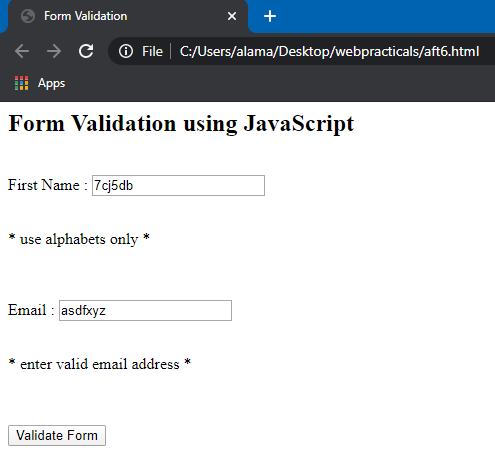 Form Validation
File
C:/Users/alama/Desktop/webpracticals/aft6.html
Apps
Form Validation using JavaScript
First Name : 7cj5db
* use alphabets only *
Email : asdfxyz
* enter valid email address *
Validate Form